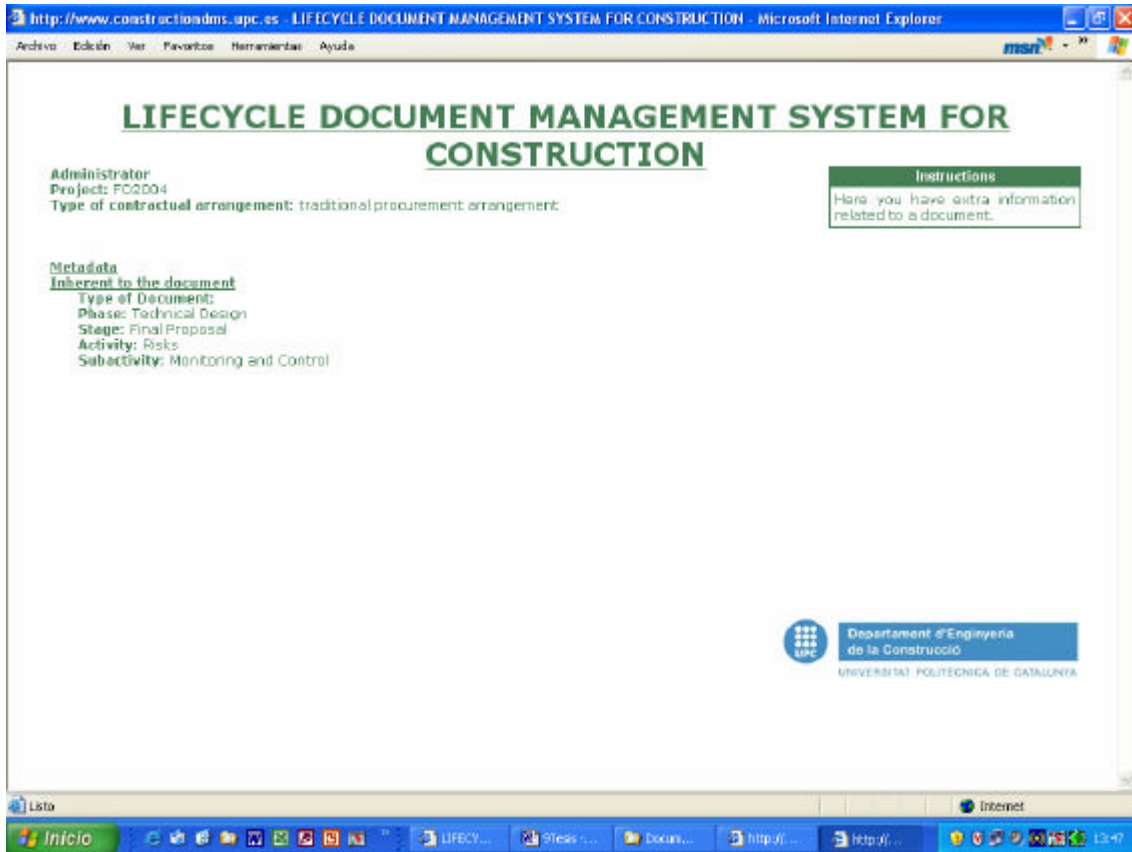 http://www.constructiondms.upc.es - LIFECYCLE DOCUMENT MANAGEMENT SYSTEM FOR CONSTRUCTION - Microsoft Internet Explorer
Archivo Edición Ver Favoritos Herramientas Ayuda
msn
LIFECYCLE DOCUMENT MANAGEMENT SYSTEM FOR
CONSTRUCTION
Administrator
Project: FO2004
Type of contractual arrangement: traditional procurement arrangement
Instructions
Here you have extra information
related to a document.
Metadata
Inherent to the document
Type of Document:
Phase: Technical Design
Stage: Final Proposal
Activity: Risks
Subactivity: Monitoring and Control
UPC
Departament d'Enginyeria
de la Construcció
UNIVERSITAT POLITÈCNICA DE CATALUNYA
Listo
Internet
Inicio
LIFECY...
9Tesis -...
Docum...
http://...
http://...
13:47